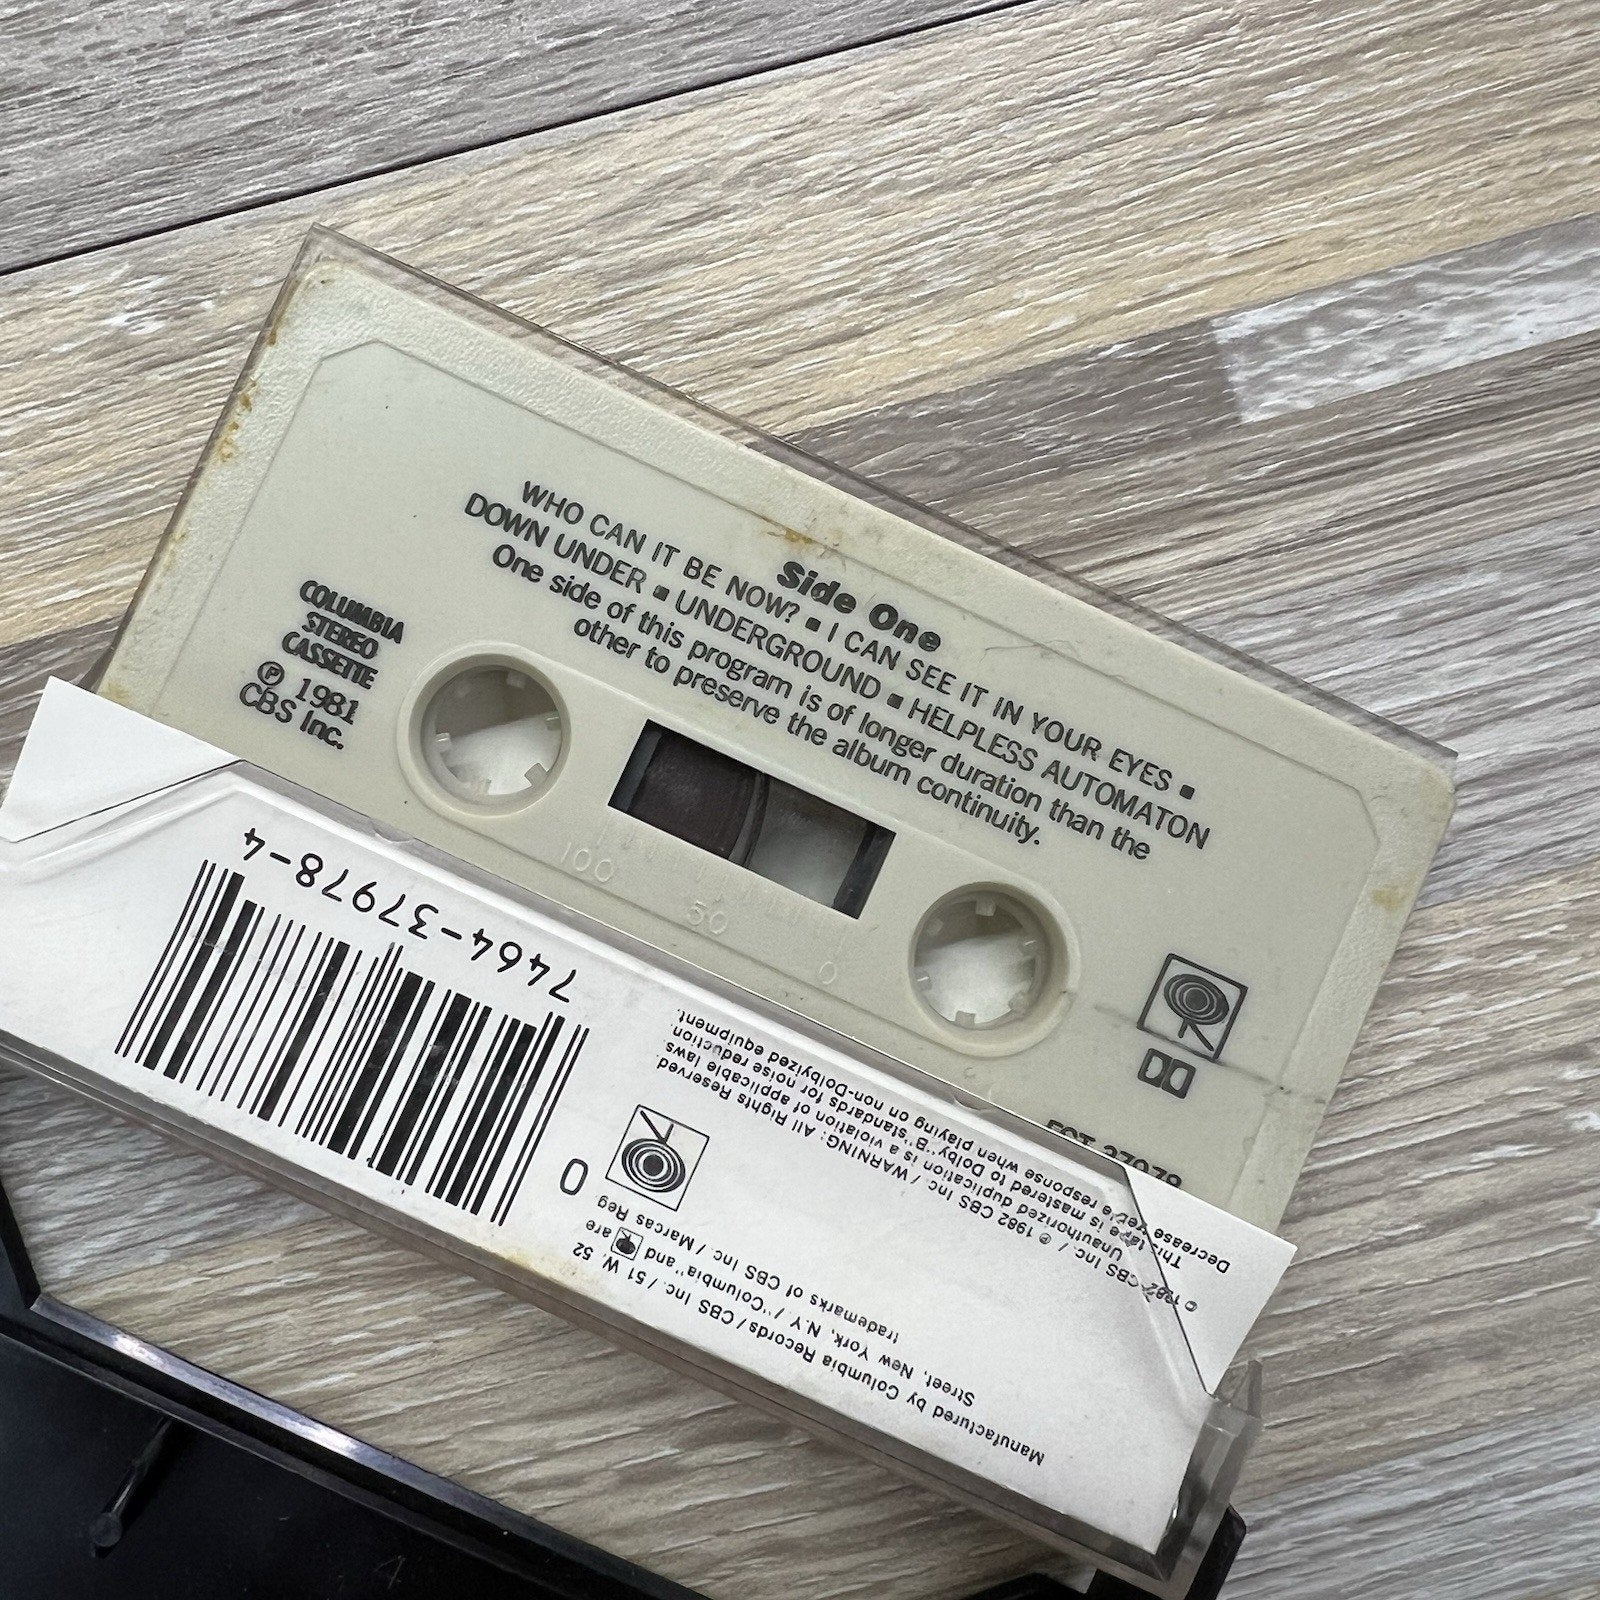 Side One
WHO CAN IT BE NOW? ■ I CAN SEE IT IN YOUR EYES ■
DOWN UNDER ■ UNDERGROUND ■ HELPLESS AUTOMATON
One side of this program is of longer duration than the
other to preserve the album continuity.
COLUMBIA
STEREO
CASSETTE
℗ 1981
CBS Inc.
100 50 0
7464-37978-4
0
Manufactured by Columbia Records/CBS Inc./51 W. 52
Street, New York, N.Y./"Columbia" and are
trademarks of CBS Inc/Marcas Reg
© 1982 CBS Inc./ ℗ 1982 CBS Inc./WARNING: All Rights Reserved.
Unauthorized duplication is a violation of applicable laws
This tape is mastered to Dolby "B" standards for noise reduction.
Decrease treble response when playing on non-Dolbyized equipment.